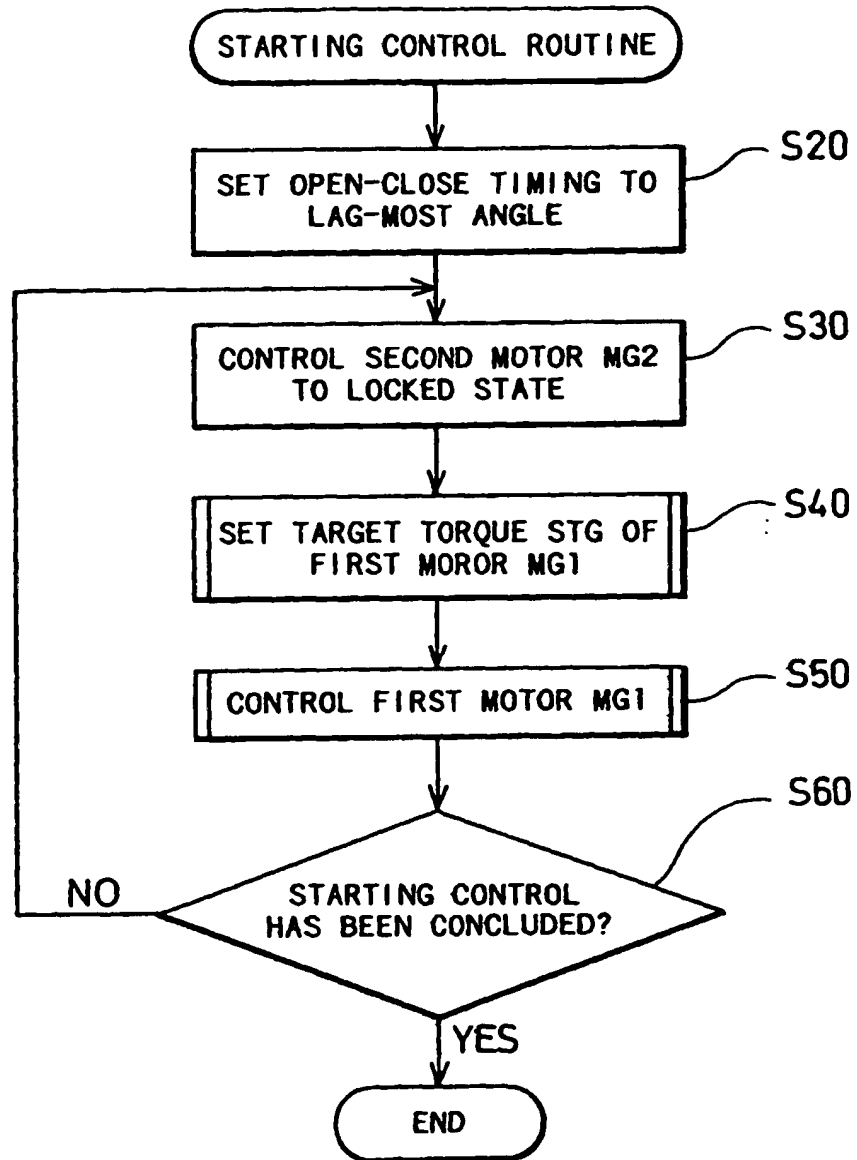 STARTING CONTROL ROUTINE
S20
SET OPEN-CLOSE TIMING TO
LAG-MOST ANGLE
S30
CONTROL SECOND MOTOR MG2
TO LOCKED STATE
S40
SET TARGET TORQUE STG OF
FIRST MOROR MG1
S50
CONTROL FIRST MOTOR MG1
S60
NO
STARTING CONTROL
HAS BEEN CONCLUDED?
YES
END